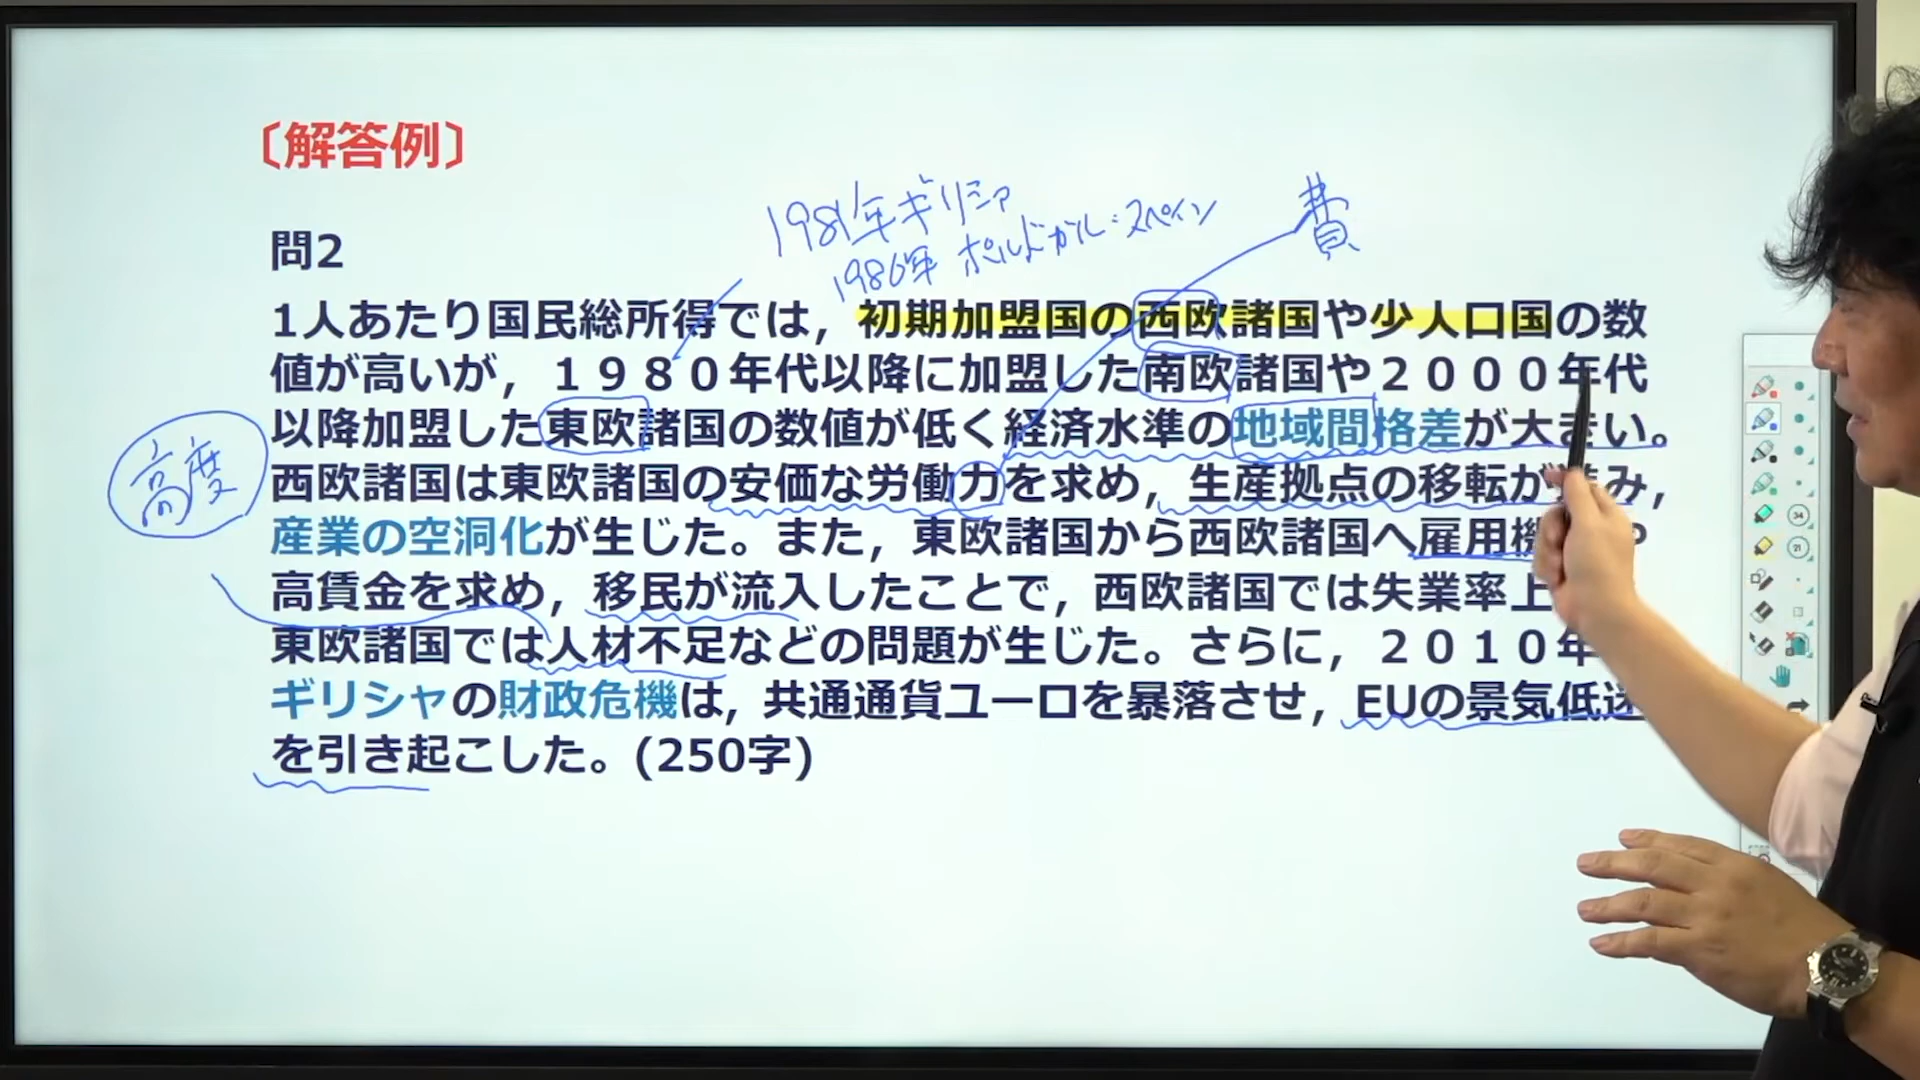 〔解答例〕
1981年ギリシア
1986年 ポルトガル・スペイン
費
問2
1人あたり国民総所得では，初期加盟国の西欧諸国や少人口国の数
値が高いが，１９８０年代以降に加盟した南欧諸国や２０００年代
以降加盟した東欧諸国の数値が低く経済水準の地域間格差が大きい。
高度
西欧諸国は東欧諸国の安価な労働力を求め，生産拠点の移転が進み，
産業の空洞化が生じた。また，東欧諸国から西欧諸国へ雇用機
高賃金を求め，移民が流入したことで，西欧諸国では失業率上
東欧諸国では人材不足などの問題が生じた。さらに，２０１０年
ギリシャの財政危機は，共通通貨ユーロを暴落させ，EUの景気低迷
を引き起こした。(250字)